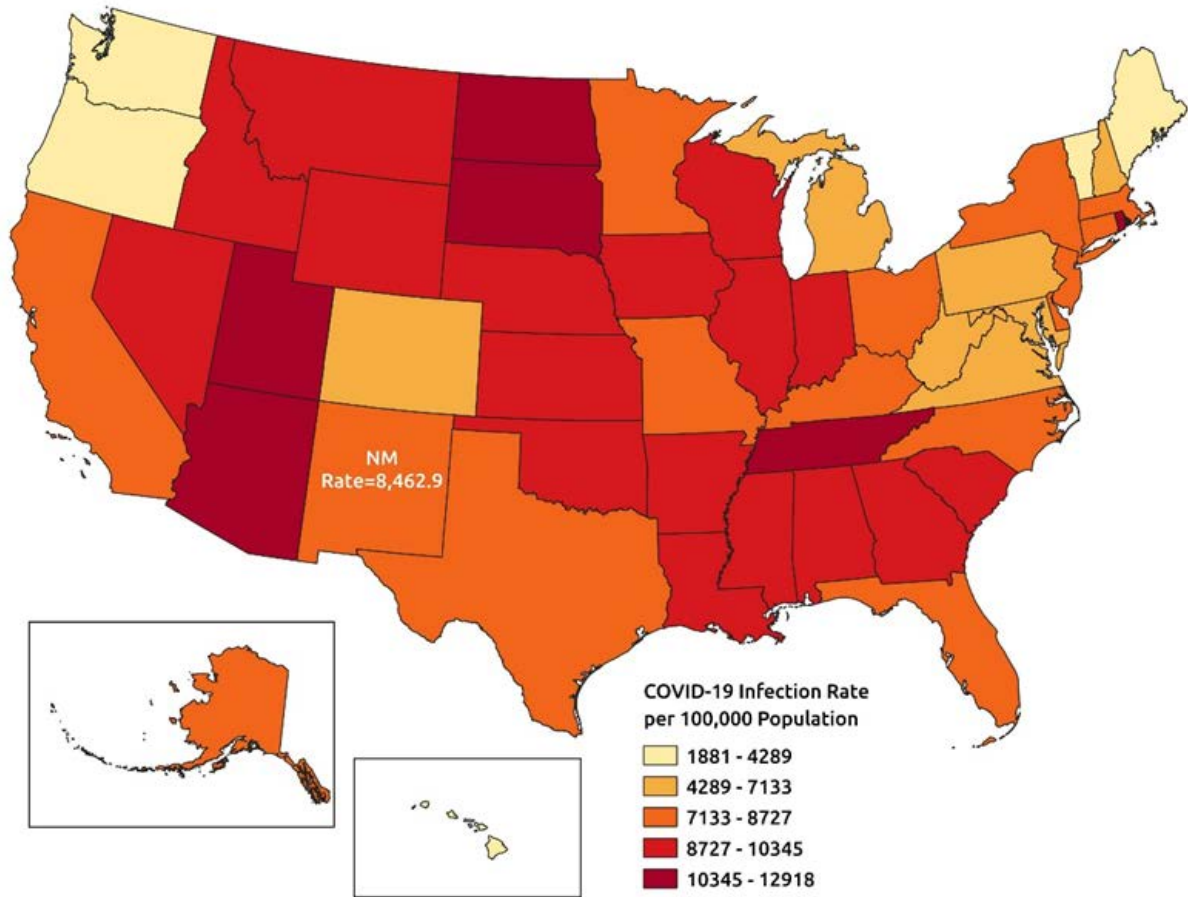 NM
Rate=8,462.9
COVID-19 Infection Rate
per 100,000 Population
1881 - 4289
4289 - 7133
7133 - 8727
8727 - 10345
10345 - 12918